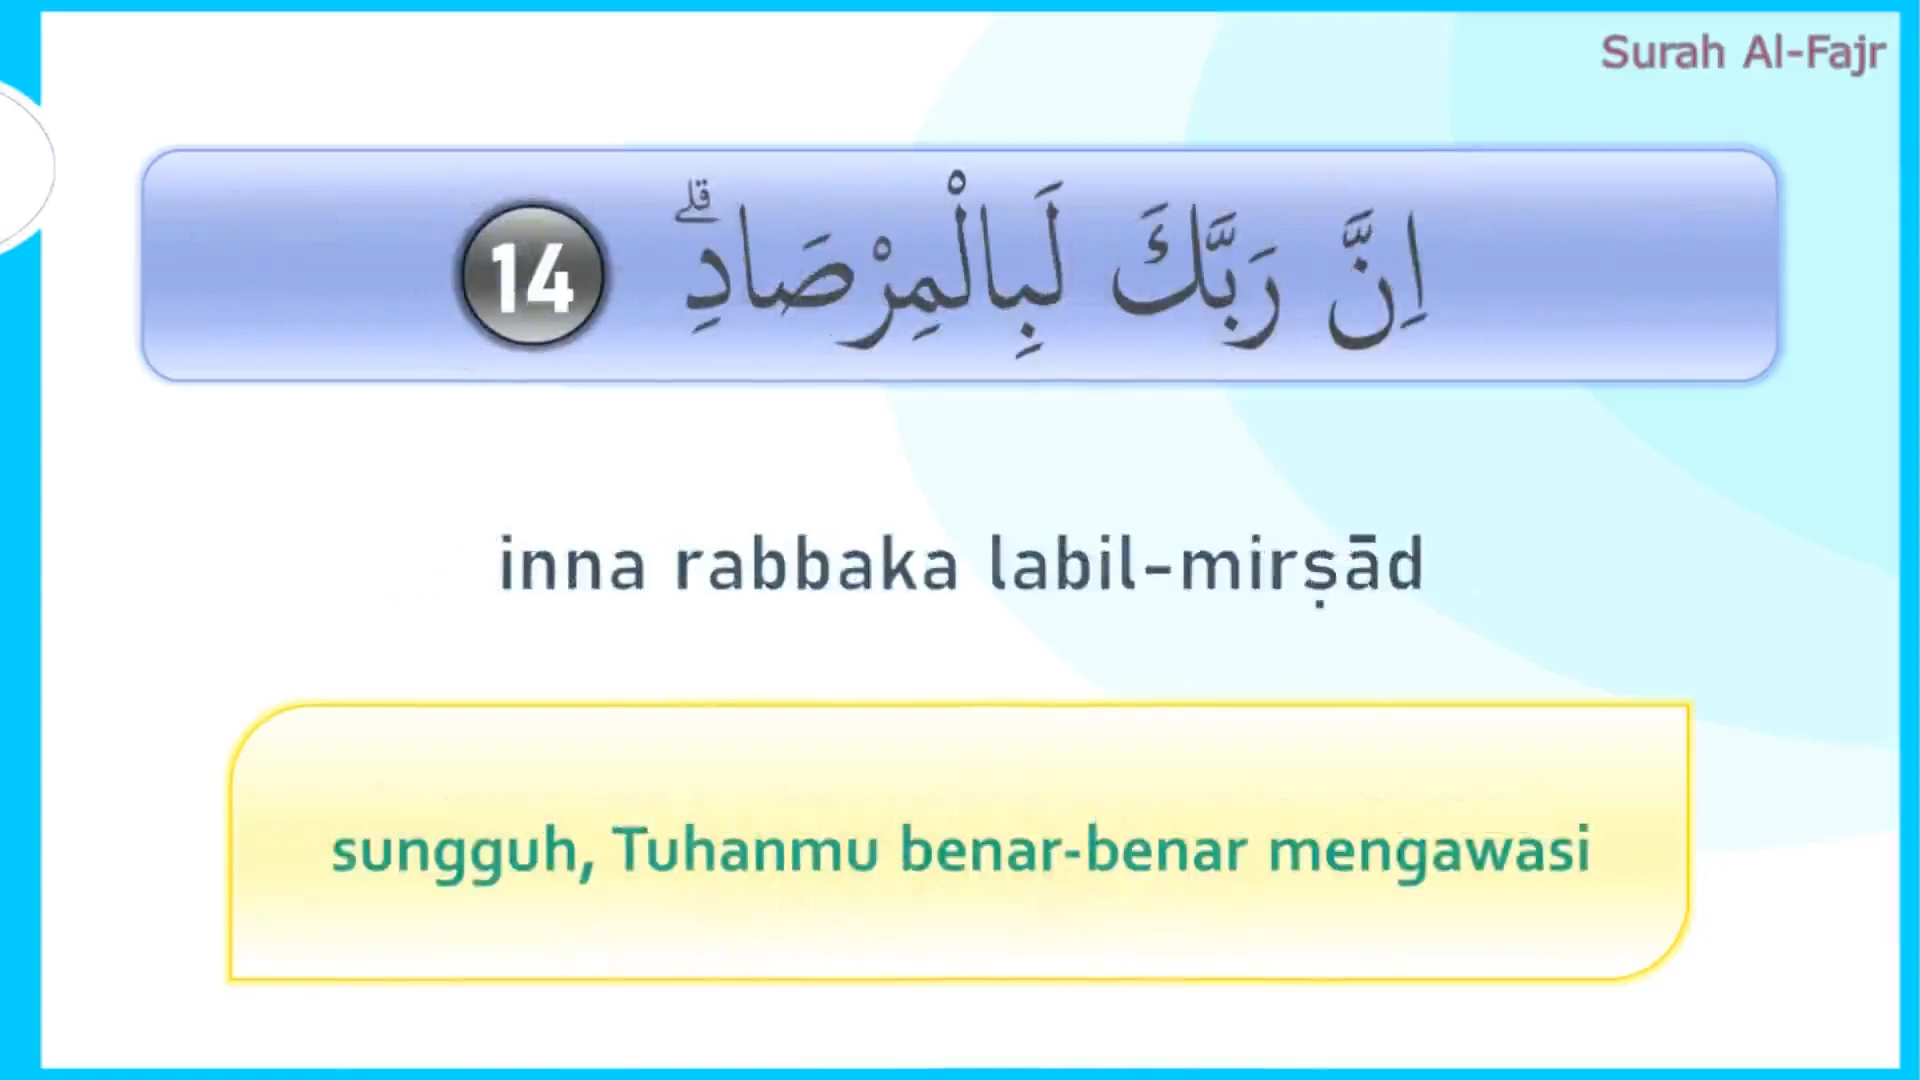 Surah Al-Fajr
اِنَّ رَبَّكَ لَبِالْمِرْصَادِۗ 14
inna rabbaka labil-mirṣād
sungguh, Tuhanmu benar-benar mengawasi